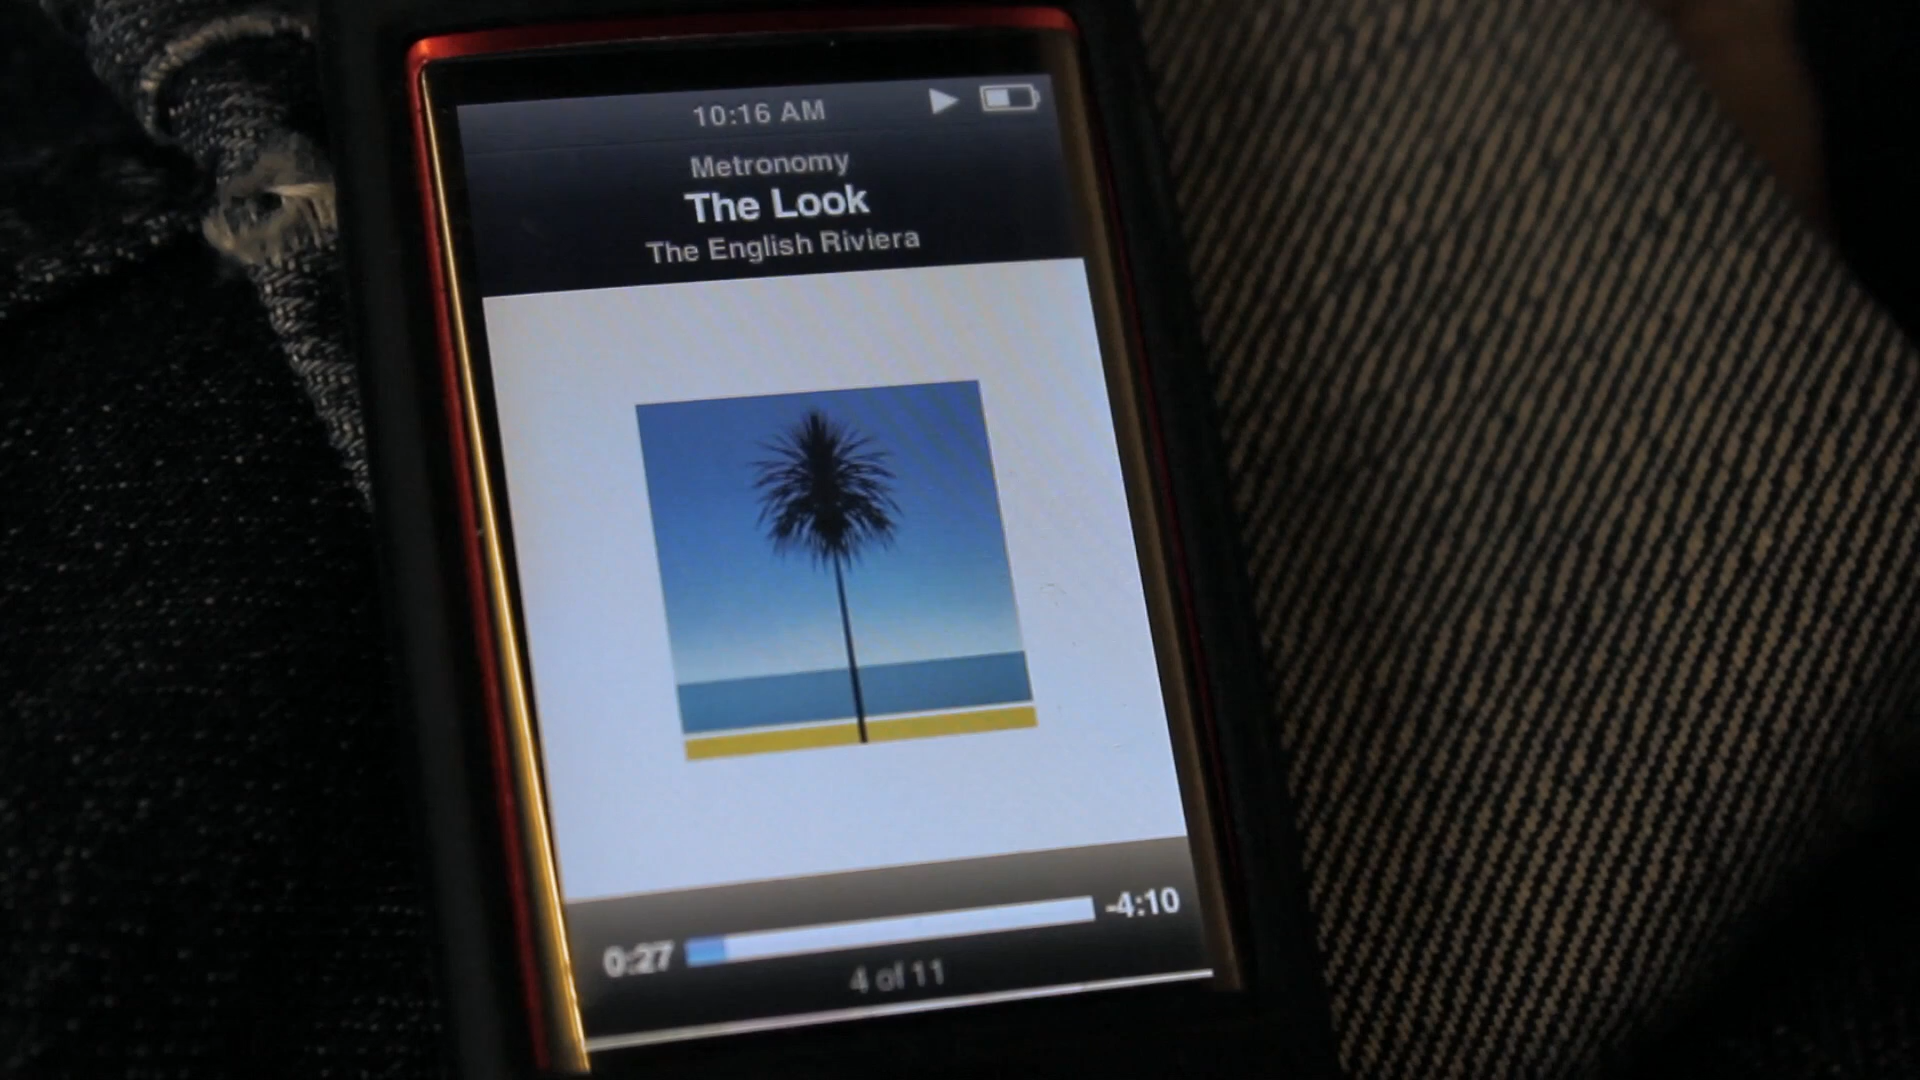 10:16 AM
Metronomy
The Look
The English Riviera
0:27
-4:10
4 of 11